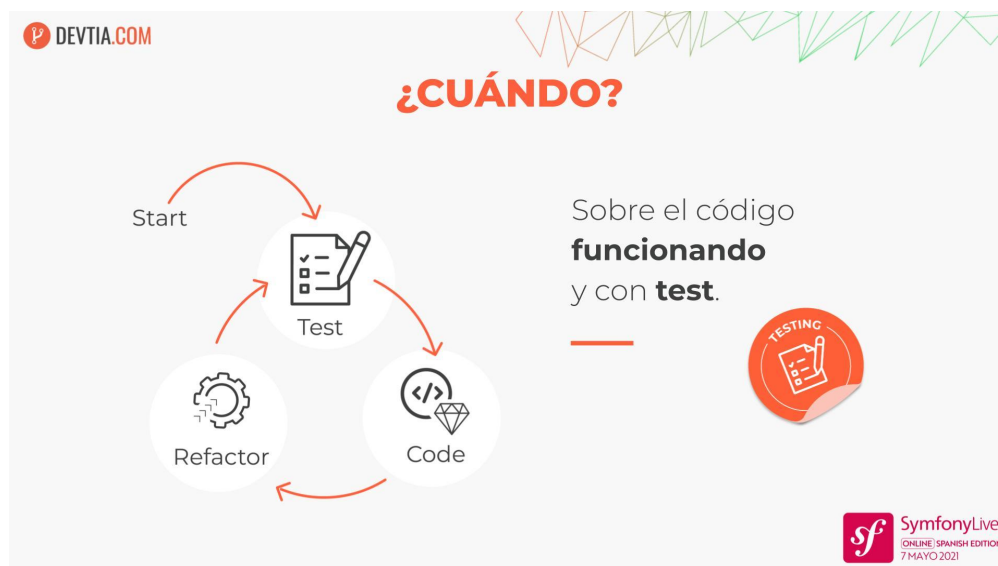 DEVTIA.COM
¿CUÁNDO?
Start
Test
Refactor
Code
Sobre el código
funcionando
y con test.
TESTING
sf
SymfonyLive
ONLINE SPANISH EDITION
7 MAYO 2021